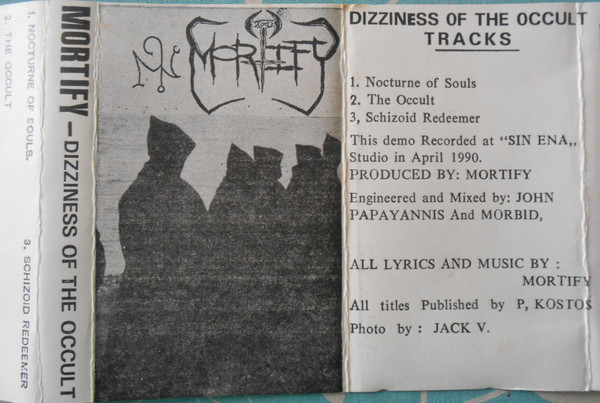 1. NOCTURNE OF SOULS.
2. THE OCCULT
3. SCHIZOID REDEEMER
MORTIFY — DIZZINESS OF THE OCCULT
MORTIFY
DIZZINESS OF THE OCCULT
TRACKS
1. Nocturne of Souls
2. The Occult
3, Schizoid Redeemer
This demo Recorded at “SIN ENA„
Studio in April 1990.
PRODUCED BY: MORTIFY
Engineered and Mixed by: JOHN
PAPAYANNIS And MORBID,
ALL LYRICS AND MUSIC BY :
MORTIFY
All titles Published by P, KOSTOS
Photo by : JACK V.